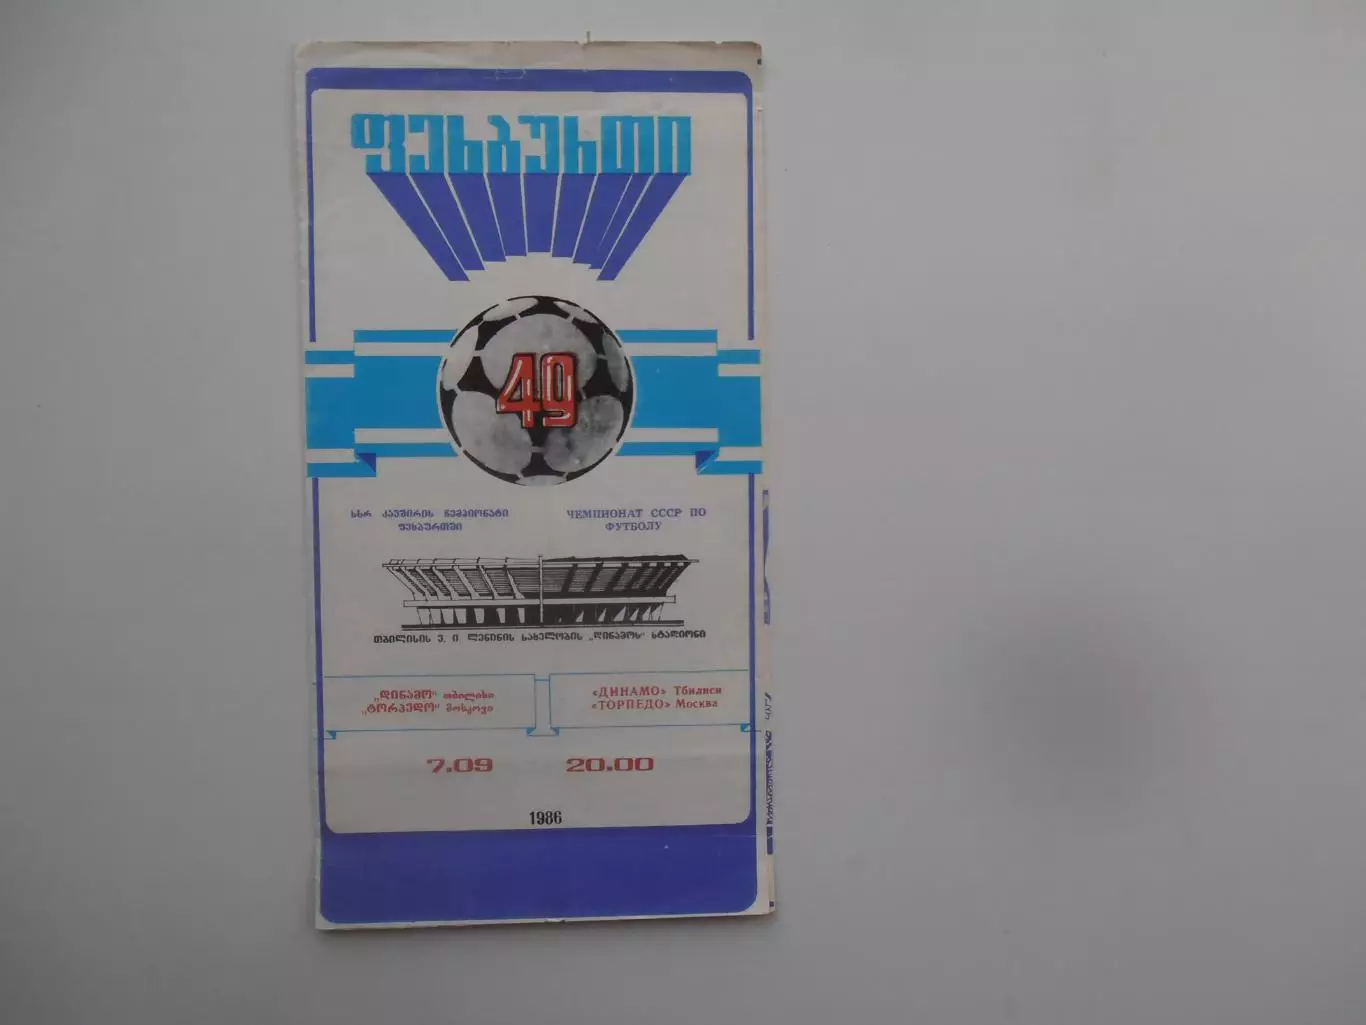 ფეხბურთი
49
სსრ კავშირის ჩემპიონატი
ფეხბურთში
ЧЕМПИОНАТ СССР ПО
ФУТБОЛУ
თბილისის ვ. ი. ლენინის სახელობის „დინამოს" სტადიონი
„დინამო" თბილისი
„ტორპედო" მოსკოვი
«ДИНАМО» Тбилиси
«ТОРПЕДО» Москва
7.09 20.00
1986